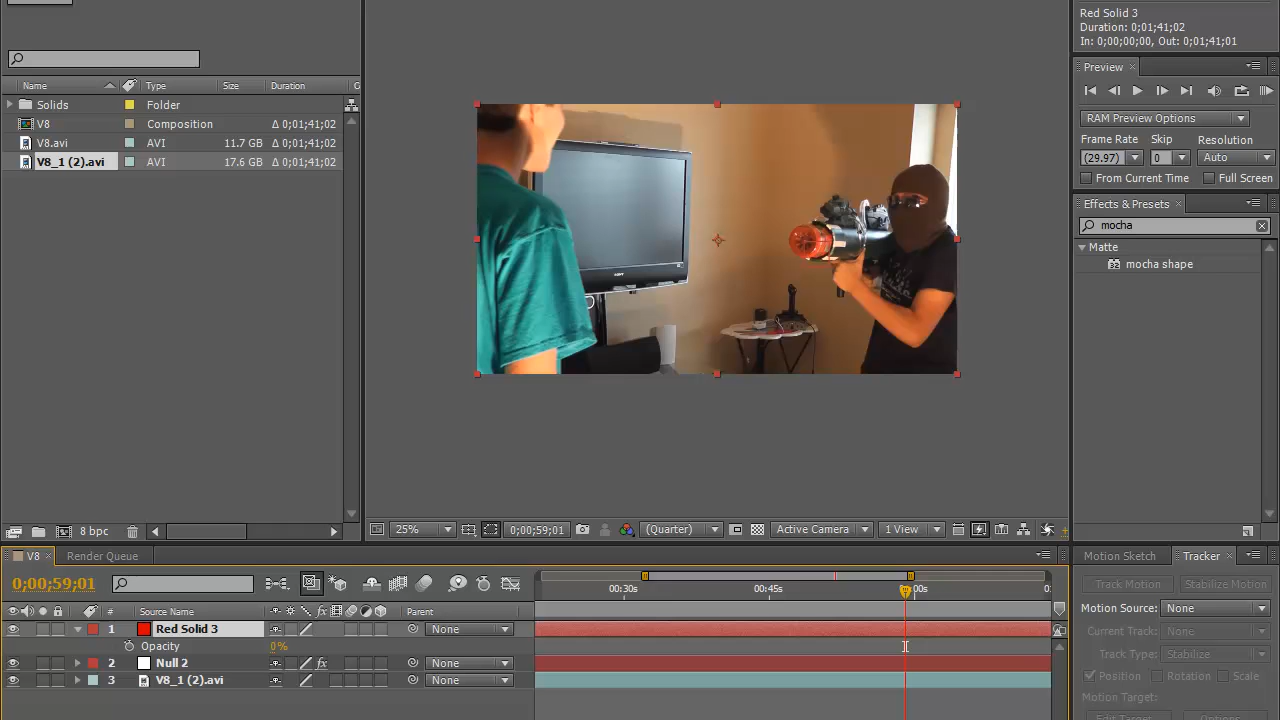 Red Solid 3
Duration: 0;01;41;02
In: 0;00;00;00, Out: 0;01;41;01
Preview
RAM Preview Options
Frame Rate Skip Resolution
(29.97) 0 Auto
From Current Time Full Screen
Effects & Presets
mocha
Matte
mocha shape
Name Type Size Duration
Solids Folder
V8 Composition Δ 0;01;41;02
V8.avi AVI 11.7 GB Δ 0;01;41;02
V8_1 (2).avi AVI 17.6 GB Δ 0;01;41;02
SONY
8 bpc
25% 0;00;59;01 (Quarter) Active Camera 1 View
V8 Render Queue
0;00;59;01
00:30s 00:45s :00s
# Source Name fx Parent
1 Red Solid 3 None
Opacity 0%
2 Null 2 fx None
3 V8_1 (2).avi None
Motion Sketch Tracker
Track Motion Stabilize Motion
Motion Source: None
Current Track: None
Track Type: Stabilize
Position Rotation Scale
Motion Target:
Edit Target... Options...